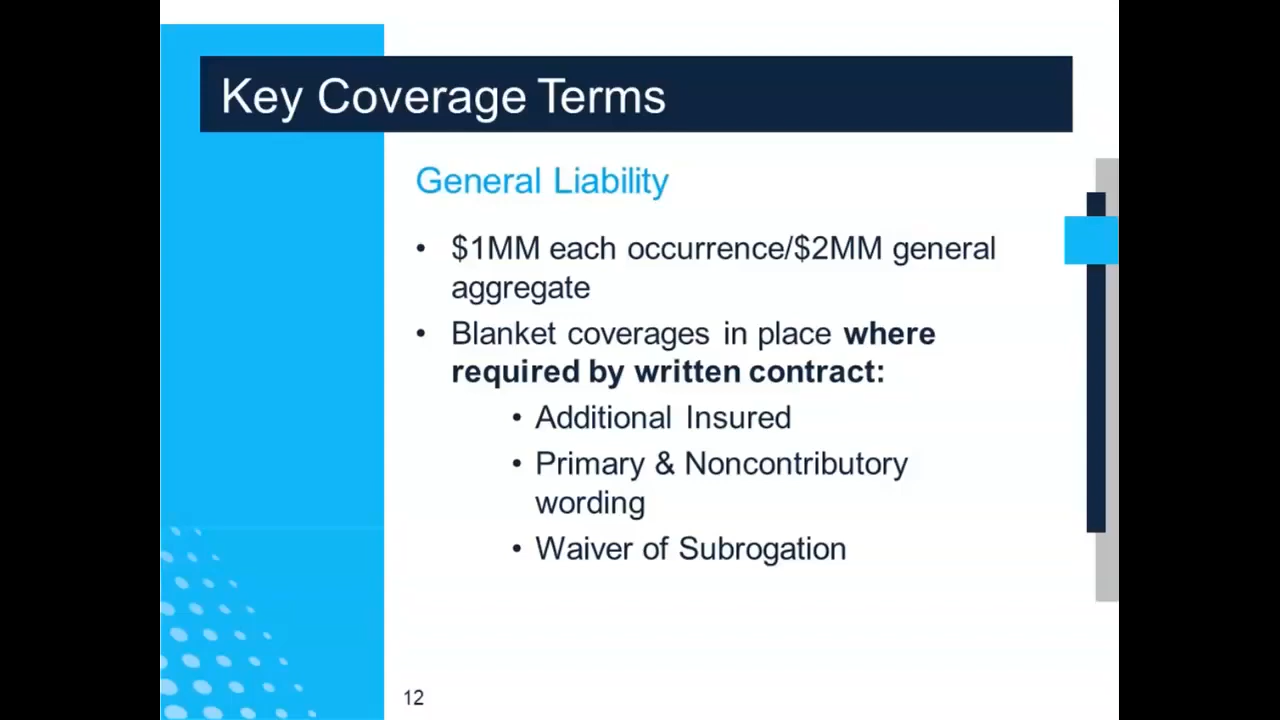 Key Coverage Terms
General Liability
• $1MM each occurrence/$2MM general
aggregate
• Blanket coverages in place where
required by written contract:
• Additional Insured
• Primary & Noncontributory
wording
• Waiver of Subrogation
12